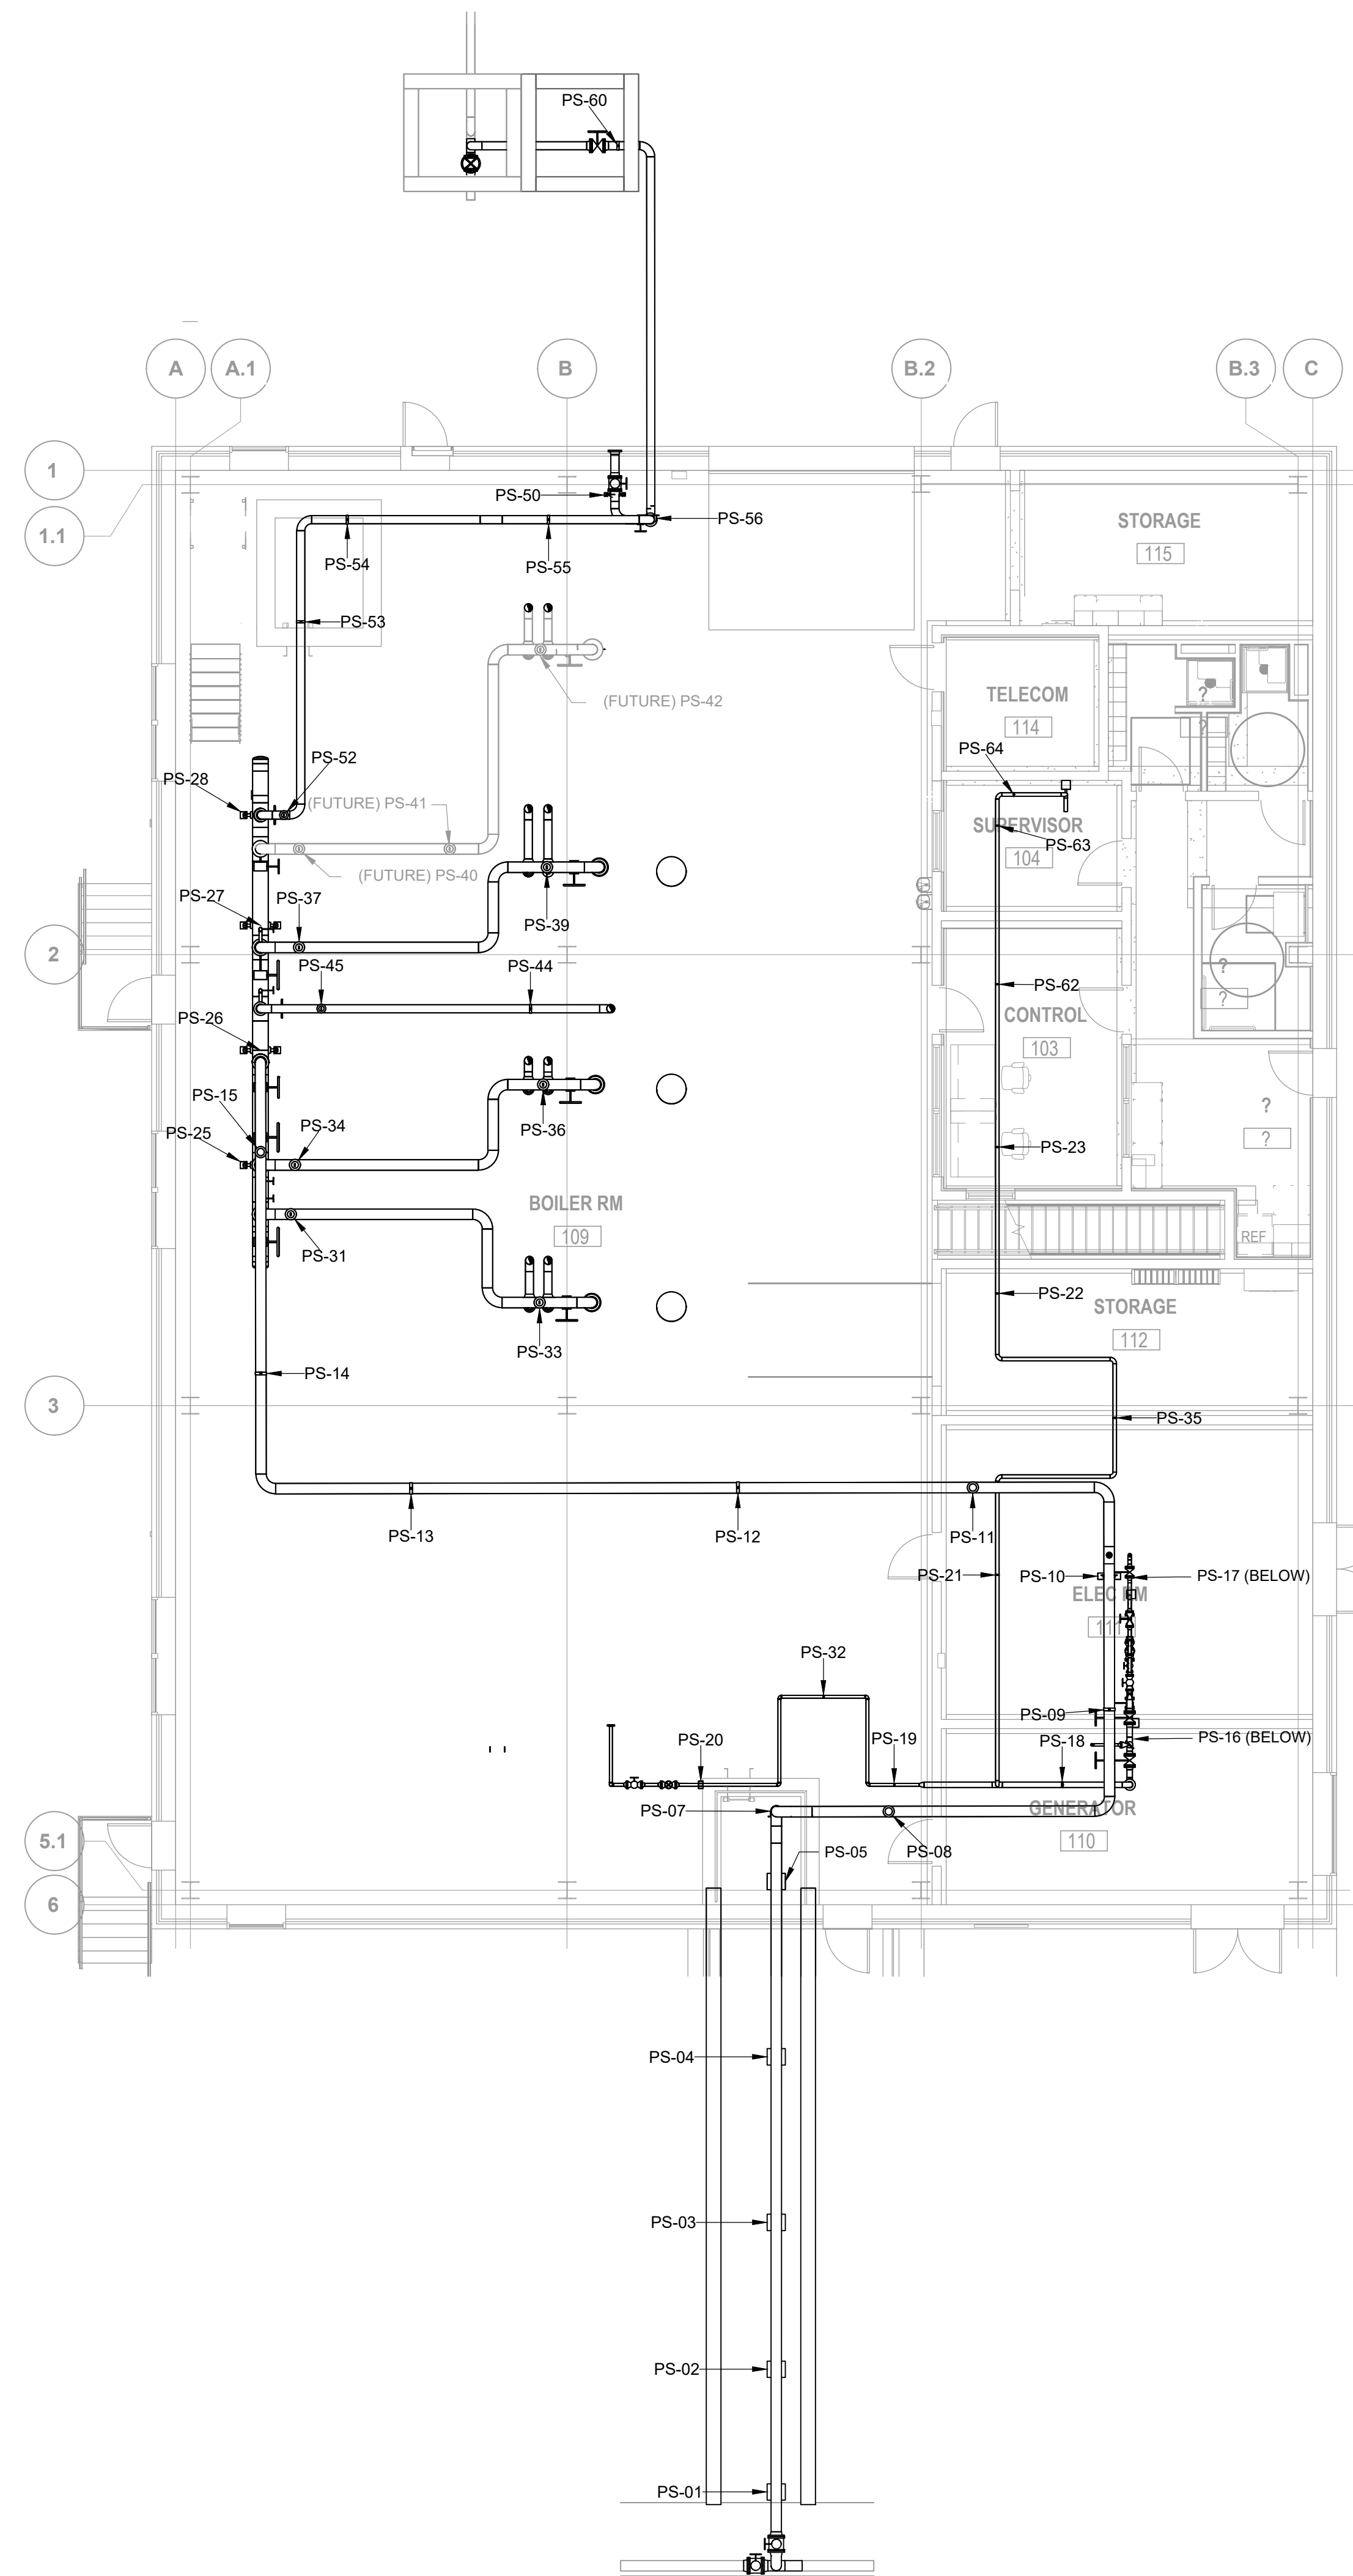 PS-60
A
A.1
B
B.2
B.3
C
1
1.1
PS-50
PS-56
STORAGE
115
PS-54
PS-55
PS-53
TELECOM
114
?
?
(FUTURE) PS-42
PS-64
PS-52
PS-28
(FUTURE) PS-41
SUPERVISOR
PS-63
104
(FUTURE) PS-40
PS-27
PS-37
PS-39
2
PS-45
PS-44
?
?
PS-62
CONTROL
103
PS-26
PS-15
PS-25
PS-34
PS-36
PS-23
?
?
BOILER RM
109
REF
PS-31
PS-22
STORAGE
112
PS-33
PS-14
3
PS-35
PS-13
PS-12
PS-11
PS-21
PS-10
PS-17 (BELOW)
ELEC RM
111
PS-32
PS-09
PS-20
PS-19
PS-18
PS-16 (BELOW)
PS-07
GENERATOR
110
5.1
PS-05
PS-08
6
PS-04
PS-03
PS-02
PS-01